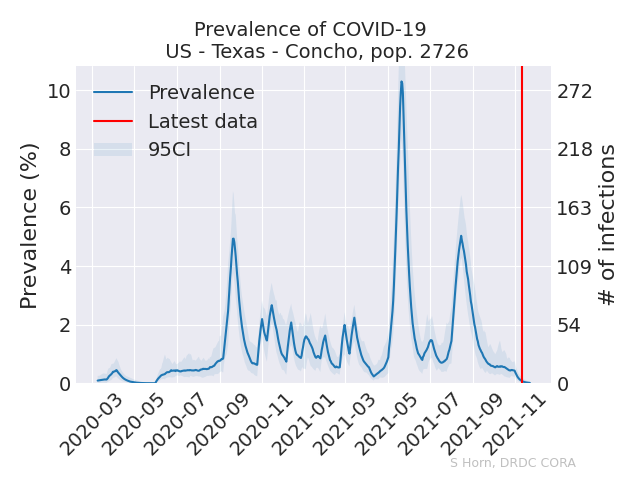 Prevalence of COVID-19
US - Texas - Concho, pop. 2726
Prevalence
Latest data
95CI
Prevalence (%)
10
8
6
4
2
0
272
218
163
109
54
0
# of infections
2020-03
2020-05
2020-07
2020-09
2020-11
2021-01
2021-03
2021-05
2021-07
2021-09
2021-11
S Horn, DRDC CORA